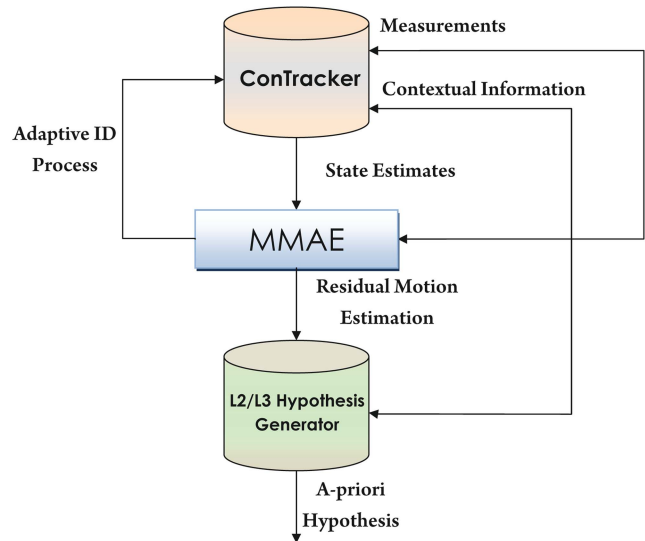 Measurements
ConTracker
Contextual Information
Adaptive ID
Process
State Estimates
MMAE
Residual Motion
Estimation
L2/L3 Hypothesis
Generator
A-priori
Hypothesis